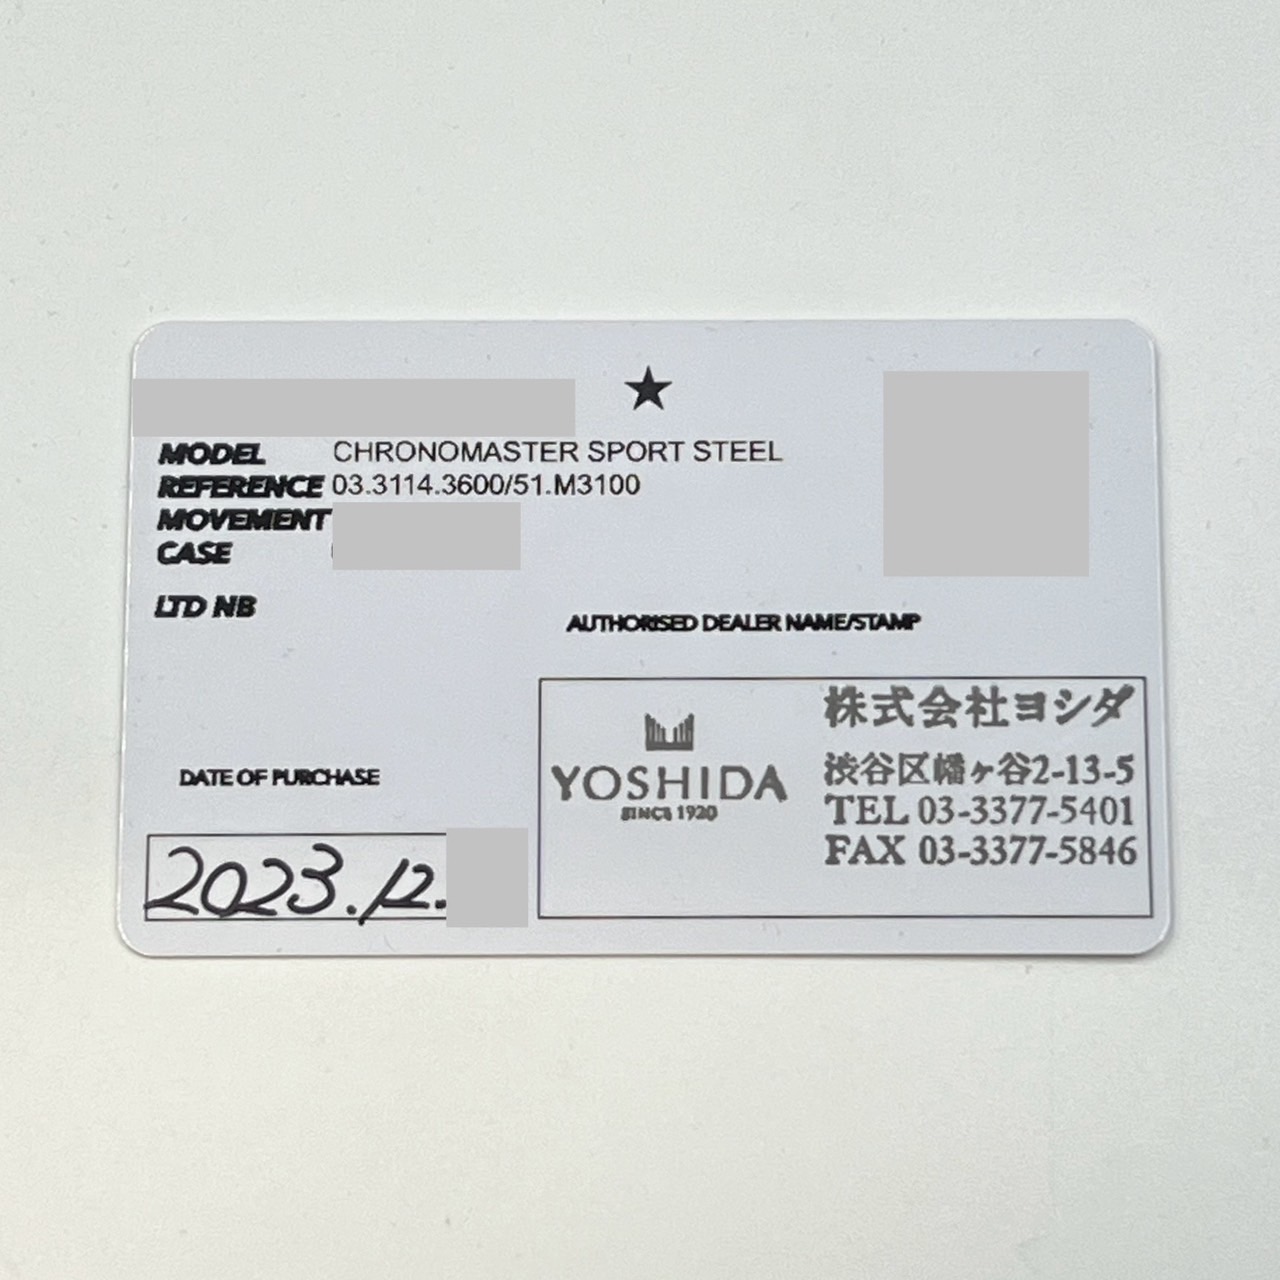 MODEL CHRONOMASTER SPORT STEEL
REFERENCE 03.3114.3600/51.M3100
MOVEMENT
CASE
LTD NB
AUTHORISED DEALER NAME/STAMP
DATE OF PURCHASE
2023.12.
YOSHIDA
SINCE 1920
株式会社ヨシダ
渋谷区幡ヶ谷2-13-5
TEL 03-3377-5401
FAX 03-3377-5846